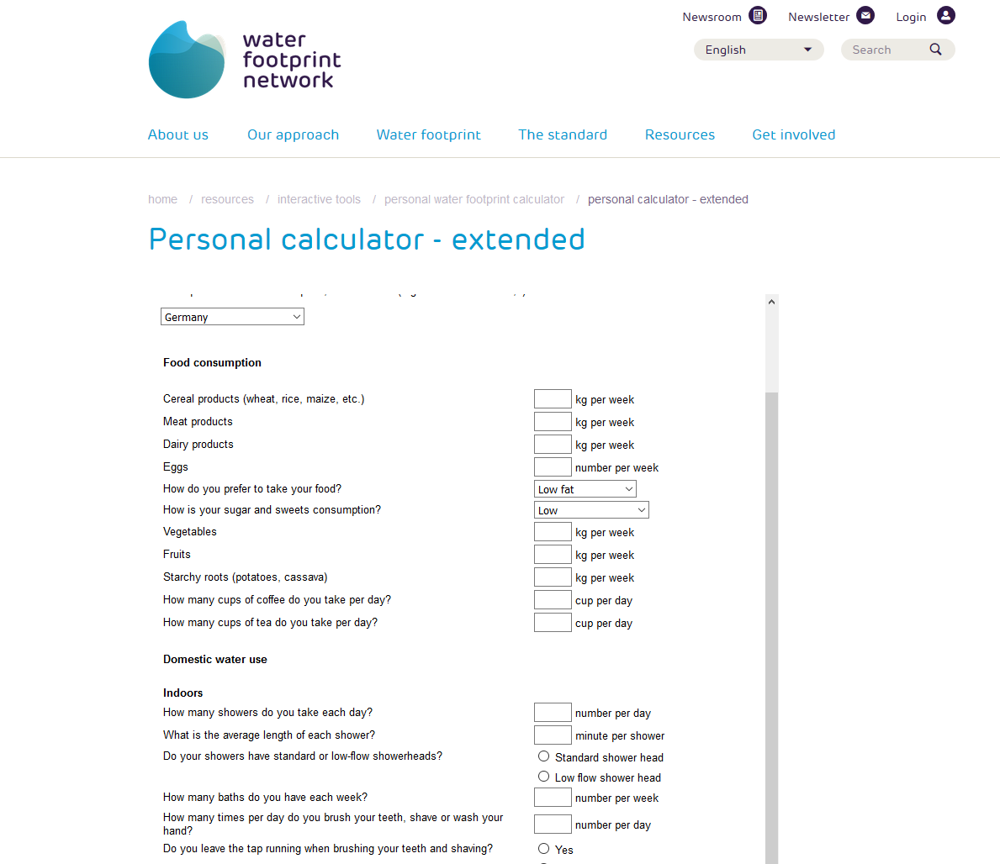 Newsroom
Newsletter
Login
water
footprint
network
English
Search
About us
Our approach
Water footprint
The standard
Resources
Get involved
home / resources / interactive tools / personal water footprint calculator / personal calculator - extended
Personal calculator - extended
Germany
Food consumption
Cereal products (wheat, rice, maize, etc.) kg per week
Meat products kg per week
Dairy products kg per week
Eggs number per week
How do you prefer to take your food? Low fat
How is your sugar and sweets consumption? Low
Vegetables kg per week
Fruits kg per week
Starchy roots (potatoes, cassava) kg per week
How many cups of coffee do you take per day? cup per day
How many cups of tea do you take per day? cup per day
Domestic water use
Indoors
How many showers do you take each day? number per day
What is the average length of each shower? minute per shower
Do your showers have standard or low-flow showerheads? Standard shower head
Low flow shower head
How many baths do you have each week? number per week
How many times per day do you brush your teeth, shave or wash your
hand? number per day
Do you leave the tap running when brushing your teeth and shaving? Yes